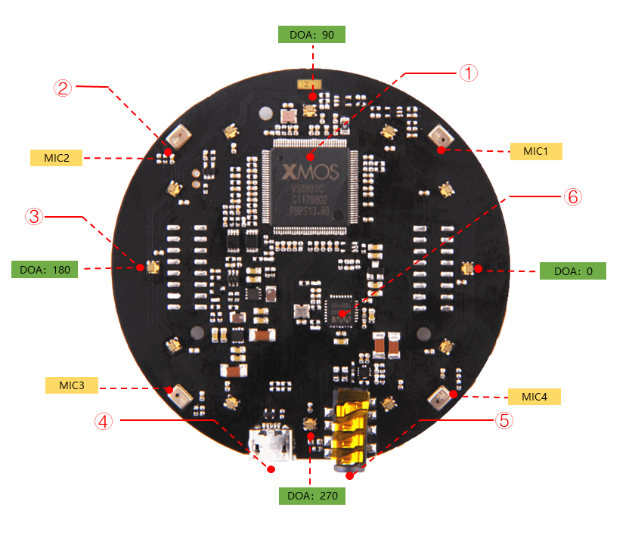 DOA: 90
①
②
MIC2
MIC1
XMOS
③
⑥
DOA: 180
DOA: 0
MIC3
MIC4
④
⑤
DOA: 270